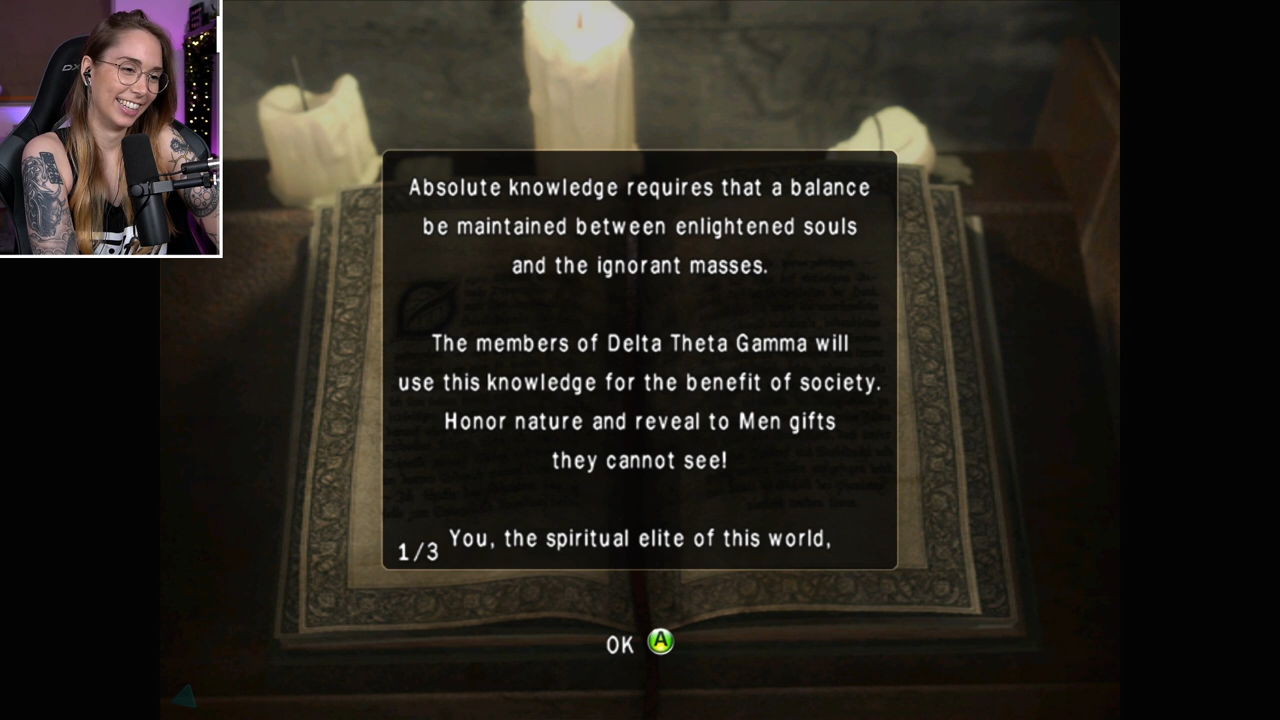 Absolute knowledge requires that a balance
be maintained between enlightened souls
and the ignorant masses.
The members of Delta Theta Gamma will
use this knowledge for the benefit of society.
Honor nature and reveal to Men gifts
they cannot see!
You, the spiritual elite of this world,
1/3
OK A